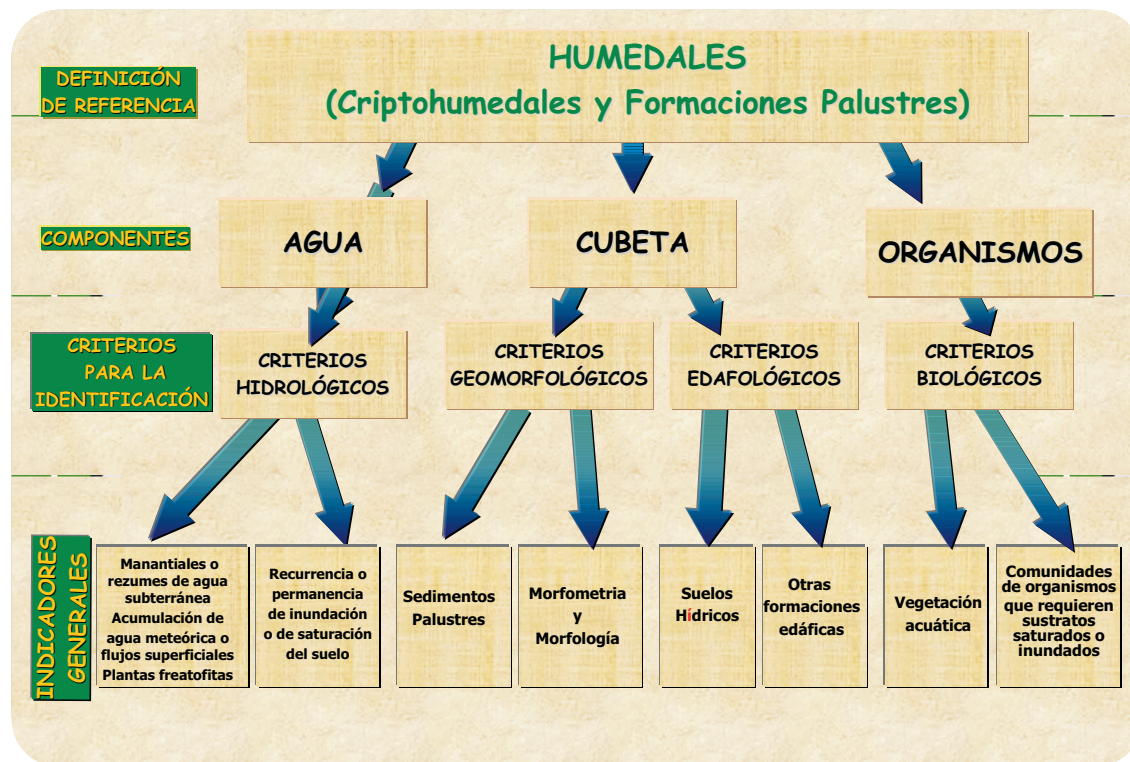 HUMEDALES
(Criptohumedales y Formaciones Palustres)
DEFINICIÓN
DE REFERENCIA
COMPONENTES
AGUA
CUBETA
ORGANISMOS
CRITERIOS
PARA LA
IDENTIFICACIÓN
CRITERIOS
HIDROLÓGICOS
CRITERIOS
GEOMORFOLÓGICOS
CRITERIOS
EDAFOLÓGICOS
CRITERIOS
BIOLÓGICOS
INDICADORES
GENERALES
Manantiales o
rezumes de agua
subterránea
Acumulación de
agua meteórica o
flujos superficiales
Plantas freatofitas
Recurrencia o
permanencia
de inundación
o de saturación
del suelo
Sedimentos
Palustres
Morfometria
y
Morfología
Suelos
Hídricos
Otras
formaciones
edáficas
Vegetación
acuática
Comunidades
de organismos
que requieren
sustratos
saturados o
inundados